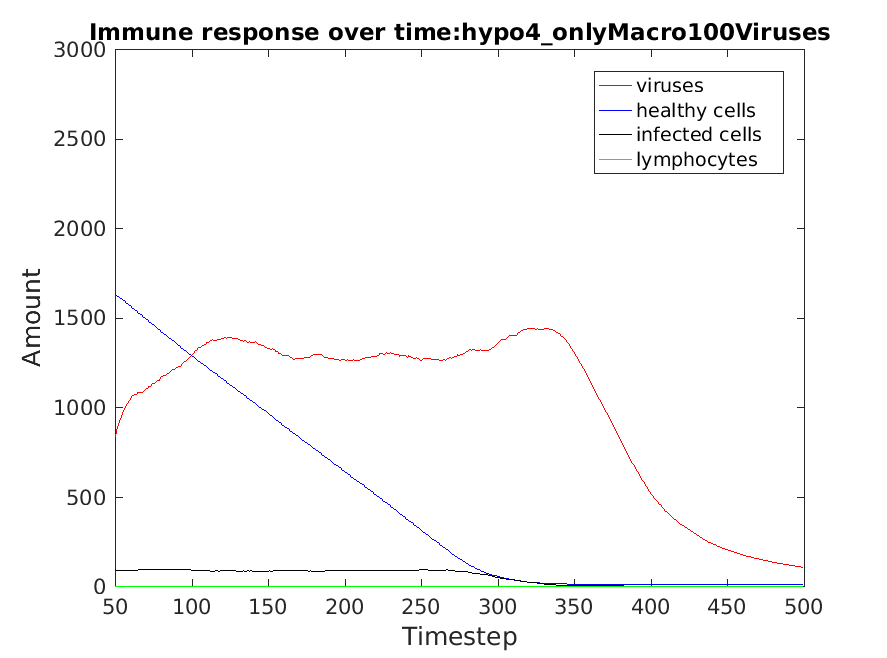 Immune response over time:hypo4_onlyMacro100Viruses
3000
2500
2000
1500
1000
500
0
Amount
viruses
healthy cells
infected cells
lymphocytes
50 100 150 200 250 300 350 400 450 500
Timestep